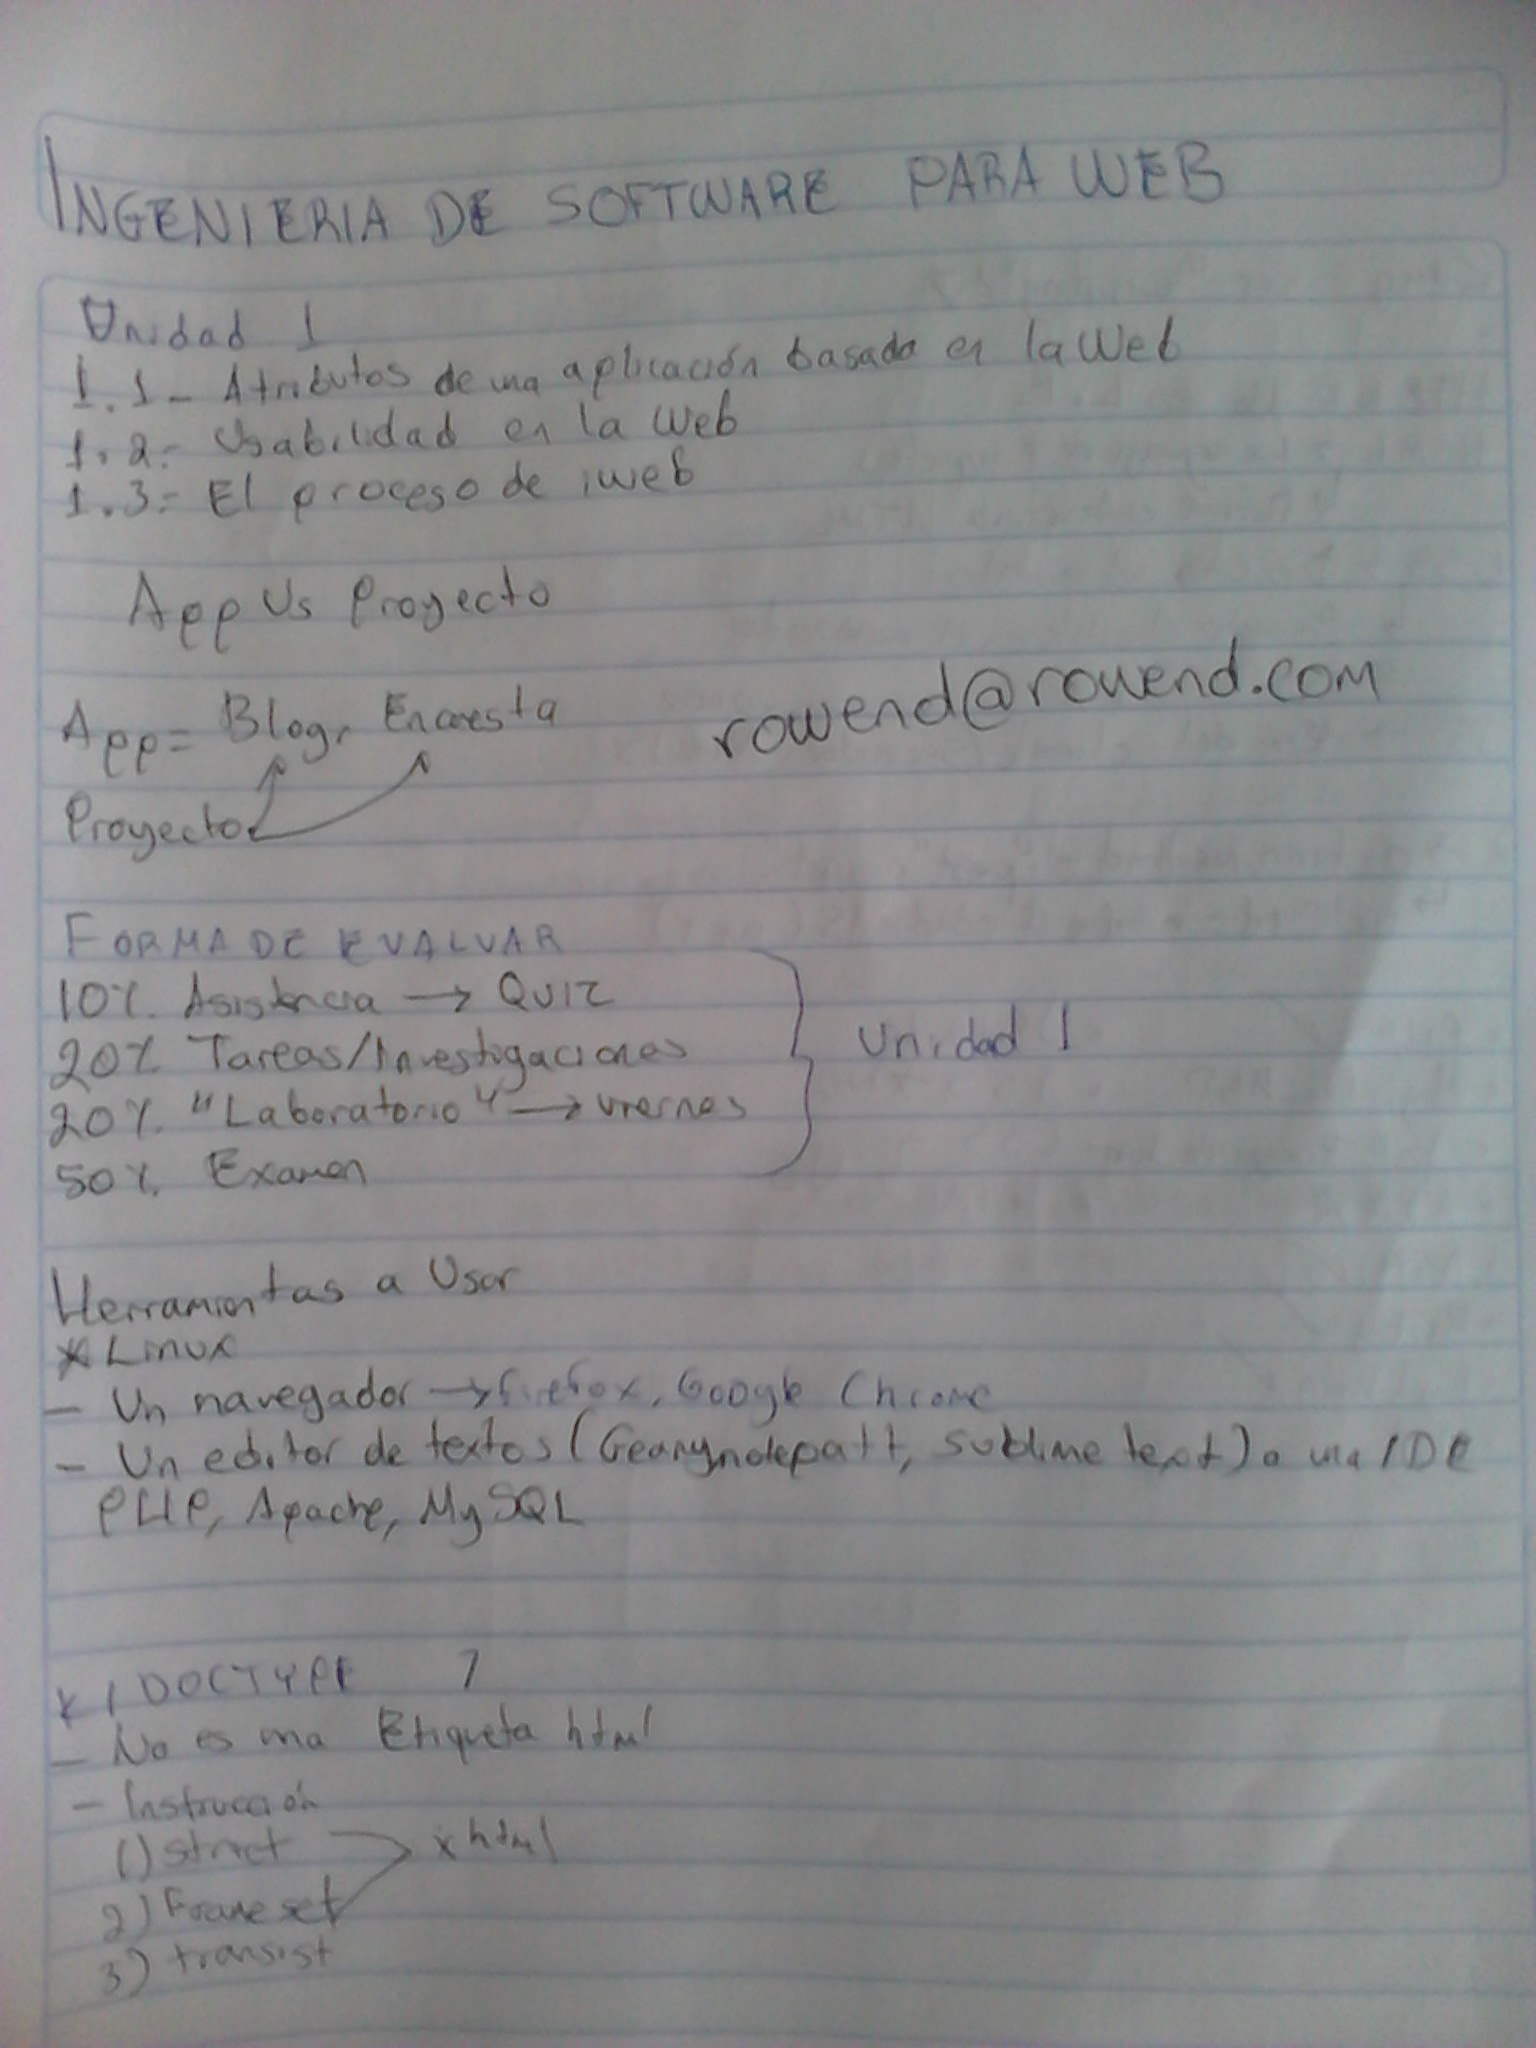 INGENIERIA DE SOFTWARE PARA WEB
Unidad 1
1.1- Atributos de una aplicación basada en la Web
1.2- Usabilidad en la Web
1.3- El proceso de iweb
App Vs Proyecto
App= Blog, Encuesta
rowend@rowend.com
Proyecto
FORMA DE EVALUAR
10% Asistencia → QUIZ
20% Tareas/Investigaciones
20% "Laboratorio" → viernes
50% Examen
Unidad 1
Herramientas a Usar
* Linux
- Un navegador → firefox, Google Chrome
- Un editor de textos (Geany, sublime text) o una IDE
PHP, Apache, MySQL
DOCTYPE
- No es una Etiqueta html
- Instrucción
1) strict
xhtml
2) Frameset
3) transist